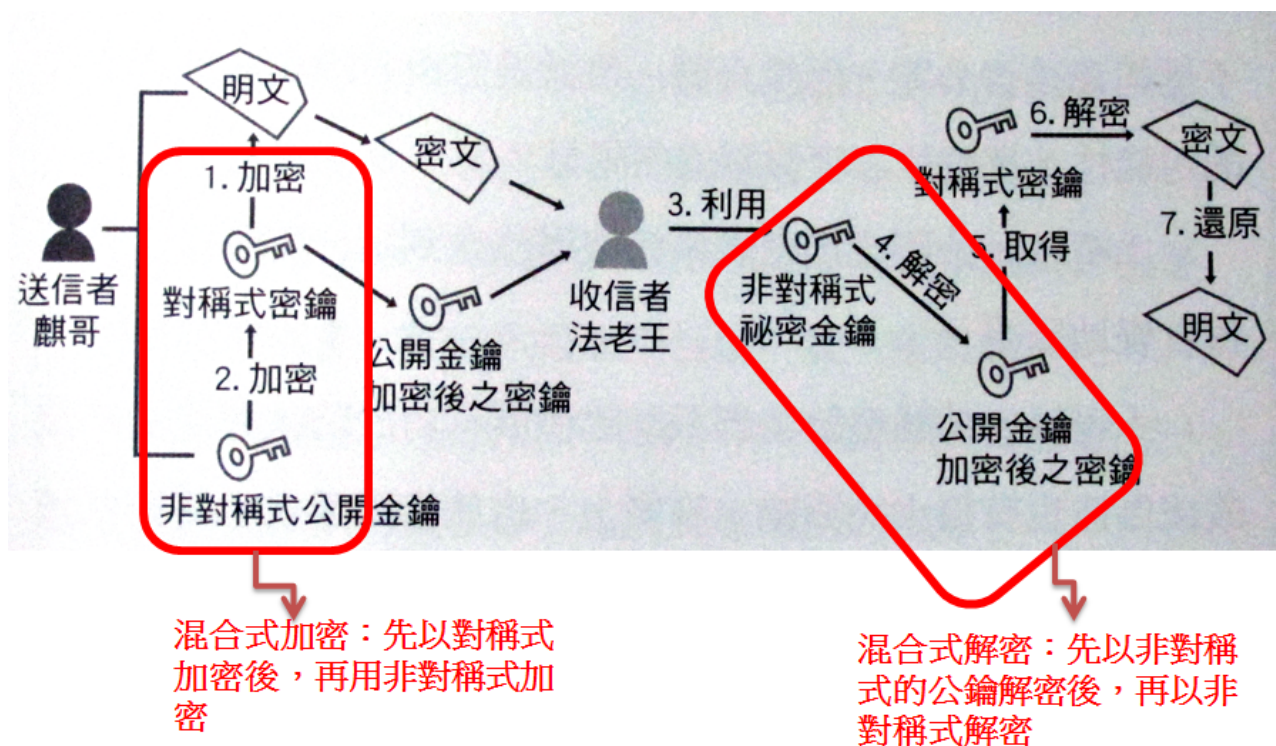 明文
密文
1. 加密
對稱式密鑰
2. 加密
非對稱式公開金鑰
送信者
麒哥
公開金鑰
加密後之密鑰
收信者
法老王
3. 利用
非對稱式
祕密金鑰
4. 解密
公開金鑰
加密後之密鑰
5. 取得
對稱式密鑰
6. 解密
密文
7. 還原
明文
混合式加密：先以對稱式
加密後，再用非對稱式加
密
混合式解密：先以非對稱
式的公鑰解密後，再以非
對稱式解密